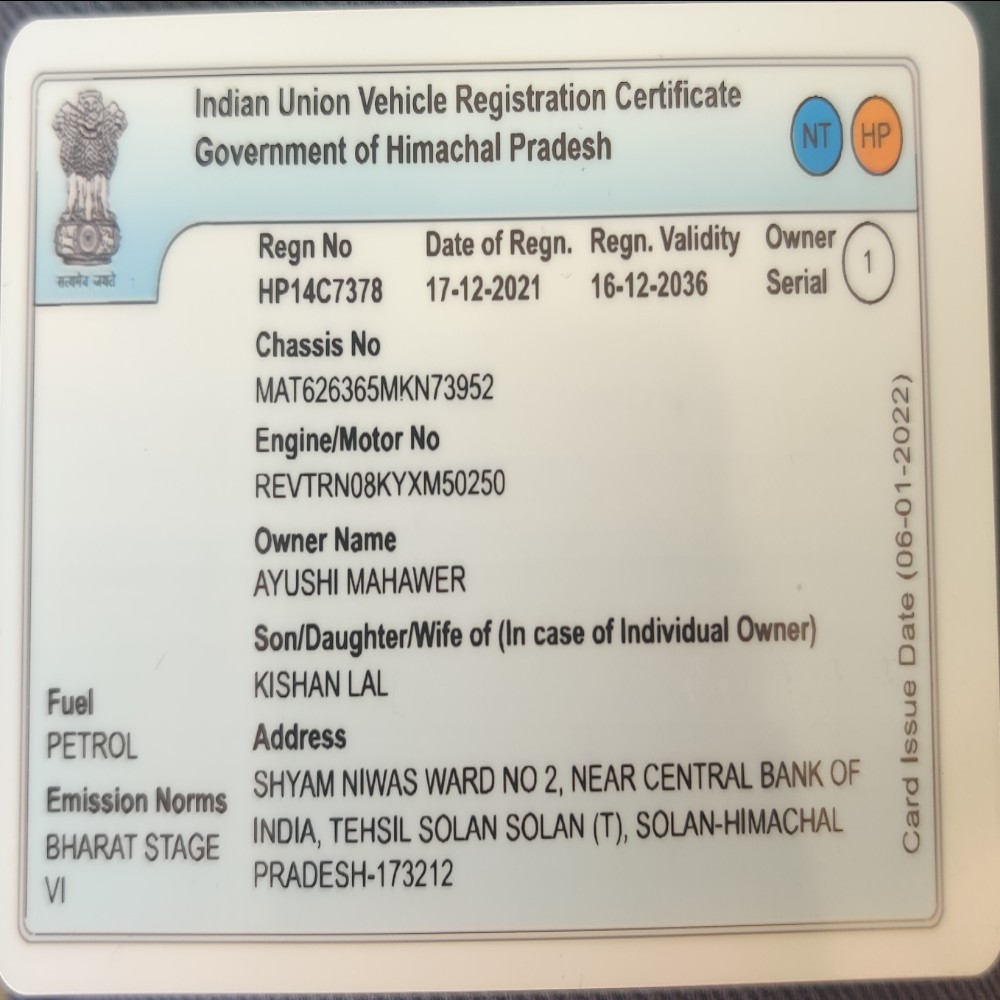 Indian Union Vehicle Registration Certificate
Government of Himachal Pradesh
NT HP
सत्यमेव जयते
Regn No Date of Regn. Regn. Validity Owner Serial 1
HP14C7378 17-12-2021 16-12-2036
Chassis No
MAT626365MKN73952
Engine/Motor No
REVTRN08KYXM50250
Owner Name
AYUSHI MAHAWER
Son/Daughter/Wife of (In case of Individual Owner)
KISHAN LAL
Fuel
PETROL
Emission Norms
BHARAT STAGE
VI
Address
SHYAM NIWAS WARD NO 2, NEAR CENTRAL BANK OF
INDIA, TEHSIL SOLAN SOLAN (T), SOLAN-HIMACHAL
PRADESH-173212
Card Issue Date (06-01-2022)